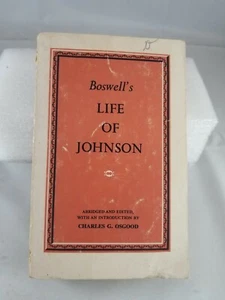 Boswell's
LIFE
OF
JOHNSON
ABRIDGED AND EDITED,
WITH AN INTRODUCTION BY
CHARLES G. OSGOOD